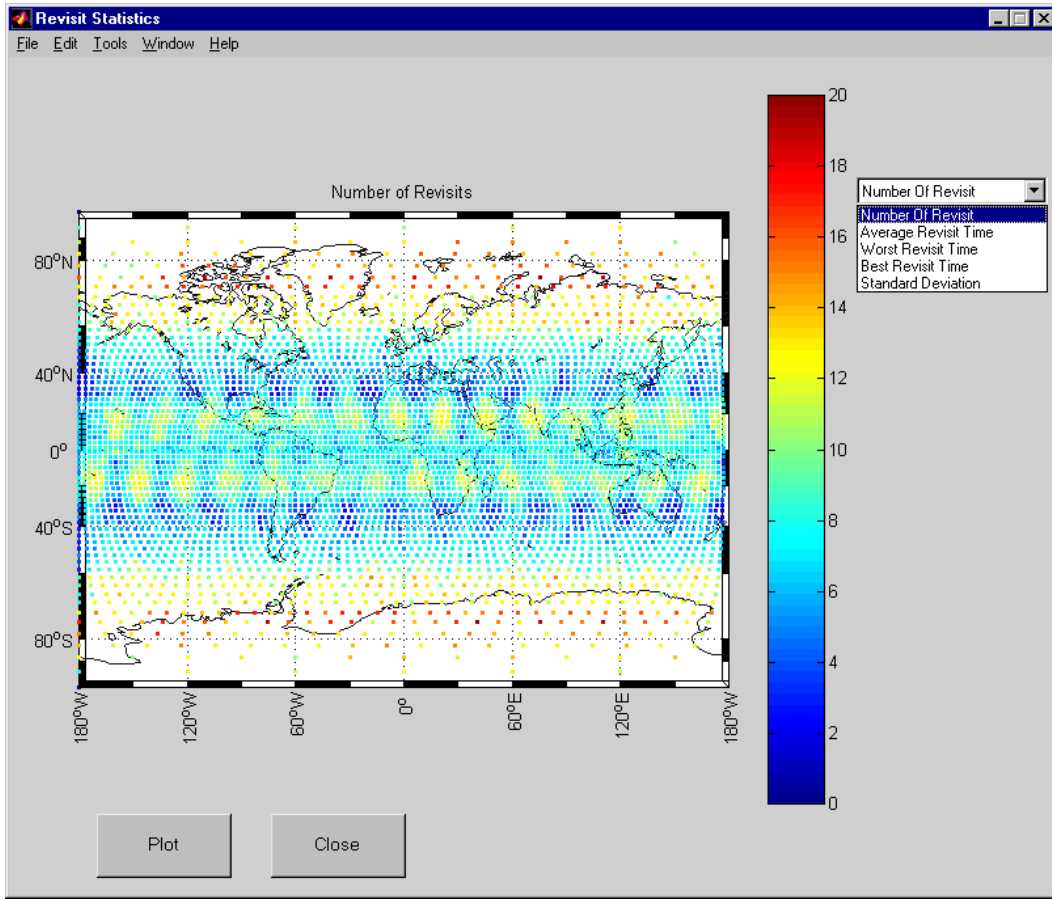 Revisit Statistics
File Edit Tools Window Help
Number of Revisits
80°N
40°N
0°
40°S
80°S
180°W
120°W
60°W
0°
60°E
120°E
180°W
20
18
16
14
12
10
8
6
4
2
0
Number Of Revisit
Number Of Revisit
Average Revisit Time
Worst Revisit Time
Best Revisit Time
Standard Deviation
Plot
Close